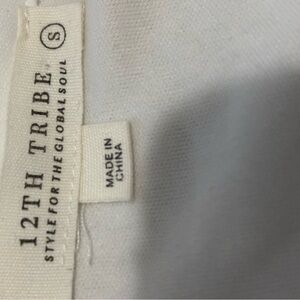 12TH TRIBE
STYLE FOR THE GLOBAL SOUL
S
MADE IN
CHINA